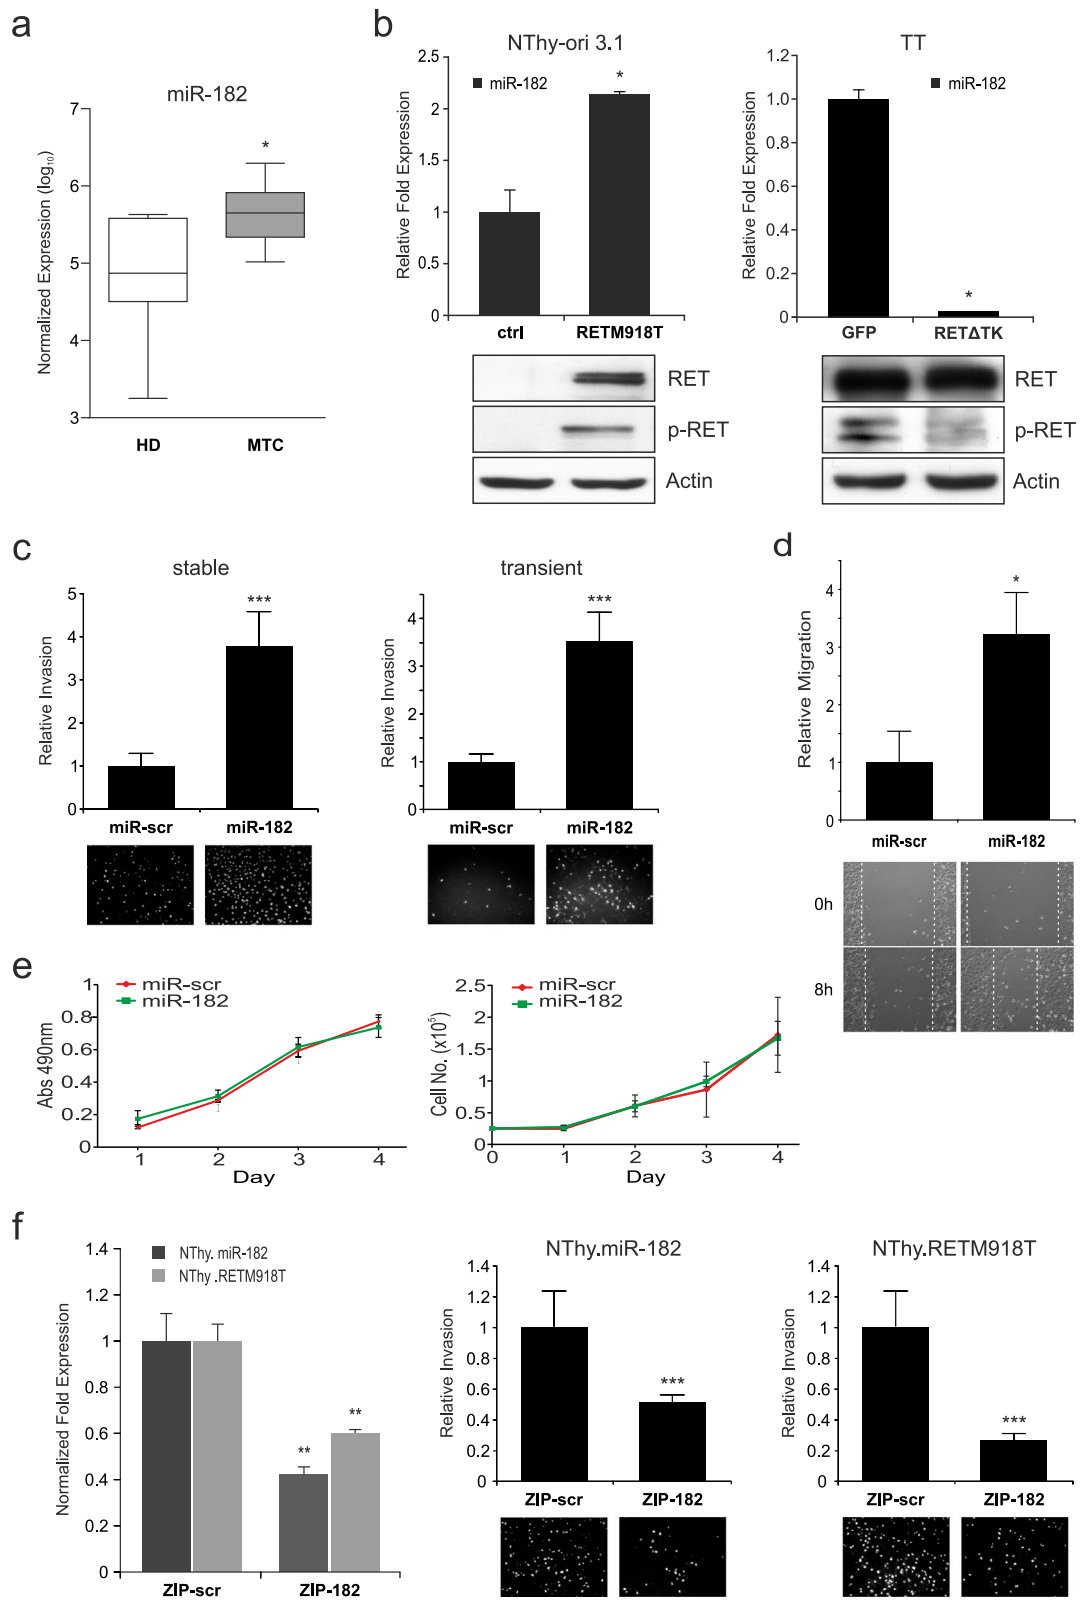 a
miR-182
Normalized Expression (log₁₀)
7
6
5
4
3
*
HD
MTC
b
NThy-ori 3.1
miR-182
Relative Fold Expression
2.5
2
1.5
1
0.5
0
*
ctrl
RETM918T
RET
p-RET
Actin
TT
miR-182
Relative Fold Expression
1.2
1.0
0.8
0.6
0.4
0.2
0
*
GFP
RETΔTK
RET
p-RET
Actin
c
stable
Relative Invasion
5
4
3
2
1
0
***
miR-scr
miR-182
transient
Relative Invasion
4
3
2
1
0
***
miR-scr
miR-182
d
Relative Migration
4
3
2
1
0
*
miR-scr
miR-182
0h
8h
e
miR-scr
miR-182
Abs 490nm
1
0.8
0.6
0.4
0.2
0
1 2 3 4
Day
miR-scr
miR-182
Cell No. (x10⁵)
2.5
2
1.5
1
0.5
0
0 1 2 3 4
Day
f
NThy. miR-182
NThy .RETM918T
Normalized Fold Expression
1.4
1.2
1
0.8
0.6
0.4
0.2
0
**
**
ZIP-scr
ZIP-182
NThy.miR-182
Relative Invasion
1.4
1.2
1
0.8
0.6
0.4
0.2
0
***
ZIP-scr
ZIP-182
NThy.RETM918T
Relative Invasion
1.4
1.2
1
0.8
0.6
0.4
0.2
0
***
ZIP-scr
ZIP-182